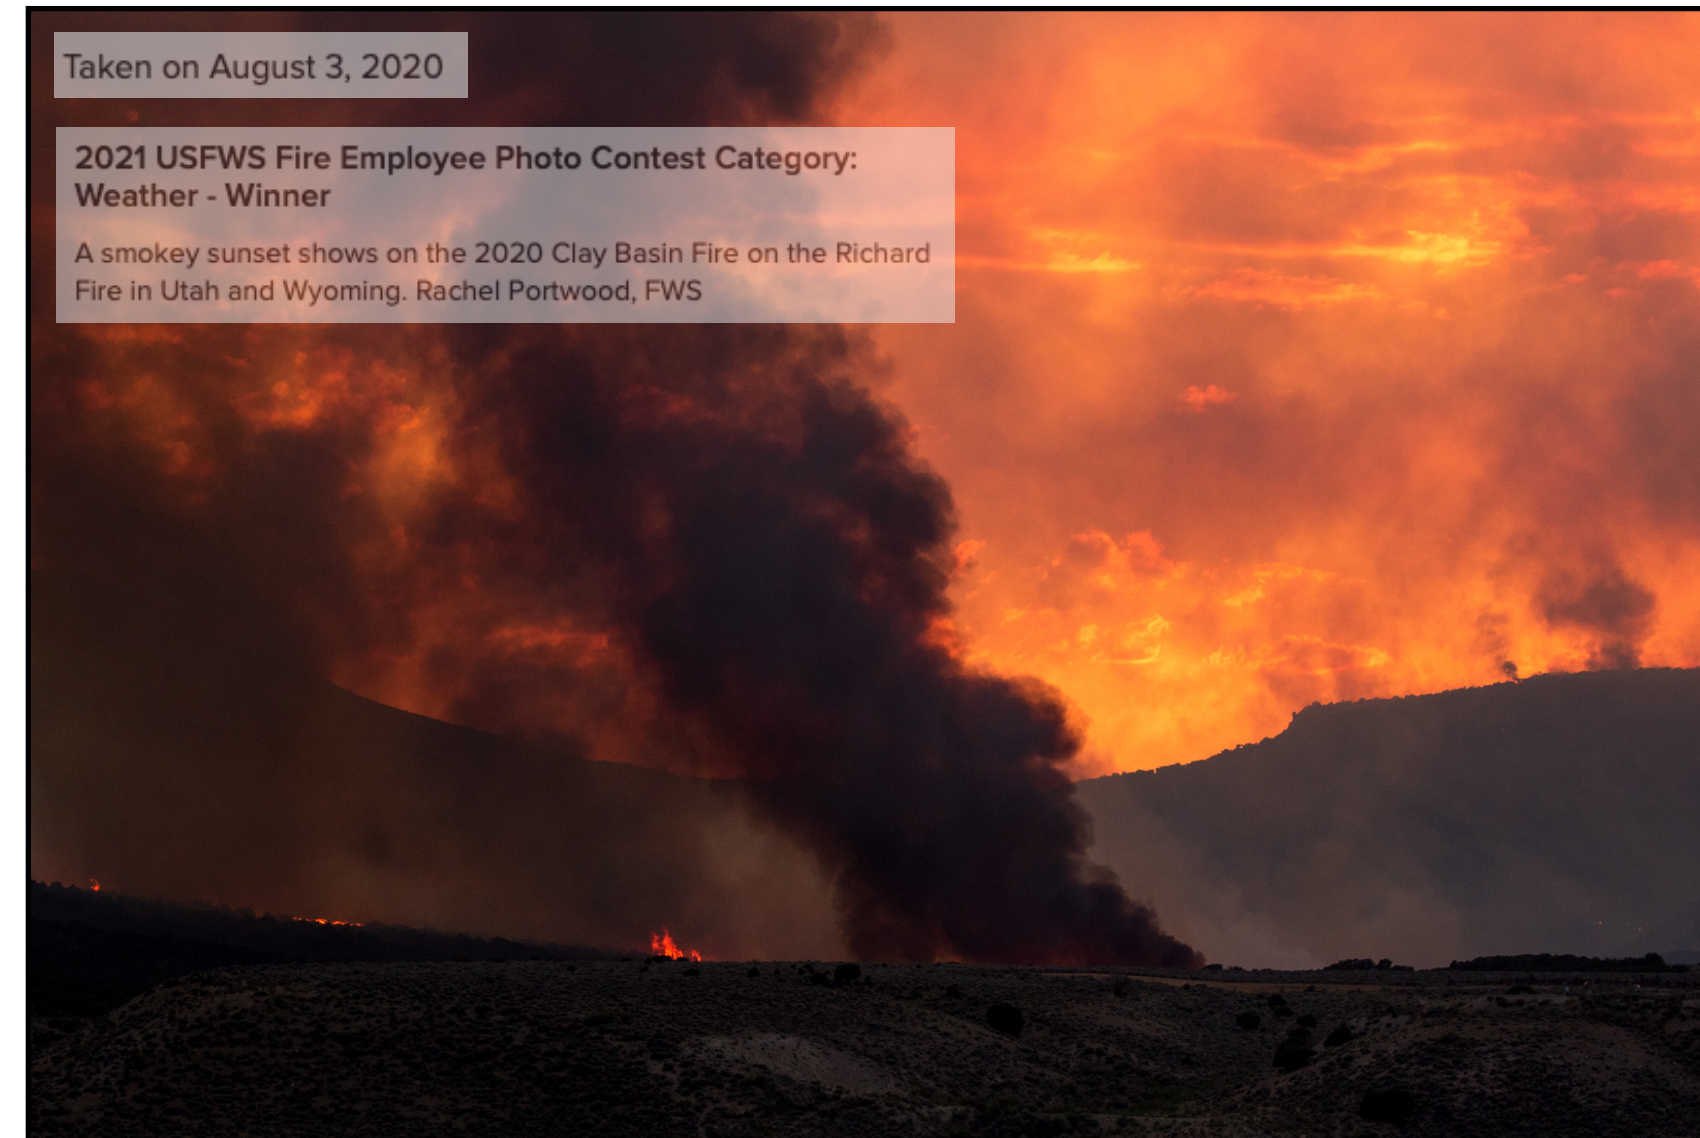 Taken on August 3, 2020
2021 USFWS Fire Employee Photo Contest Category:
Weather - Winner
A smokey sunset shows on the 2020 Clay Basin Fire on the Richard
Fire in Utah and Wyoming. Rachel Portwood, FWS